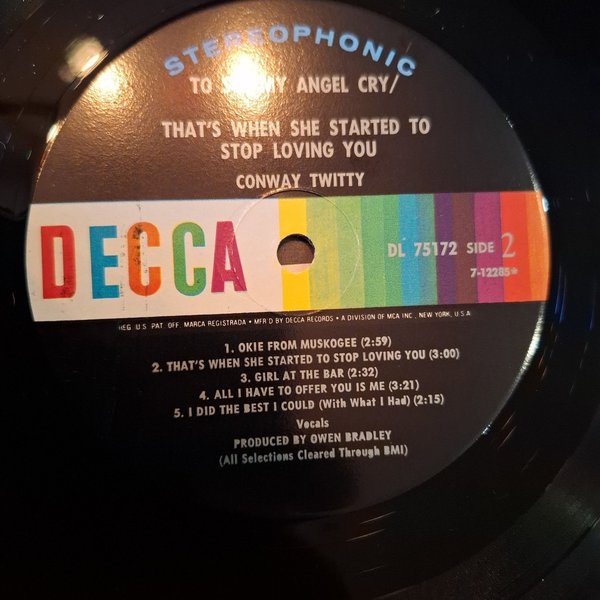 STEREOPHONIC
TO MY ANGEL CRY/
THAT'S WHEN SHE STARTED TO
STOP LOVING YOU
CONWAY TWITTY
DECCA
DL 75172 SIDE 2
7-12285*
REG. U.S. PAT. OFF. MARCA REGISTRADA • MFR'D BY DECCA RECORDS • A DIVISION OF MCA INC., NEW YORK, U.S.A.
1. OKIE FROM MUSKOGEE (2:59)
2. THAT'S WHEN SHE STARTED TO STOP LOVING YOU (3:00)
3. GIRL AT THE BAR (2:32)
4. ALL I HAVE TO OFFER YOU IS ME (3:21)
5. I DID THE BEST I COULD (With What I Had) (2:15)
Vocals
PRODUCED BY OWEN BRADLEY
(All Selections Cleared Through BMI)